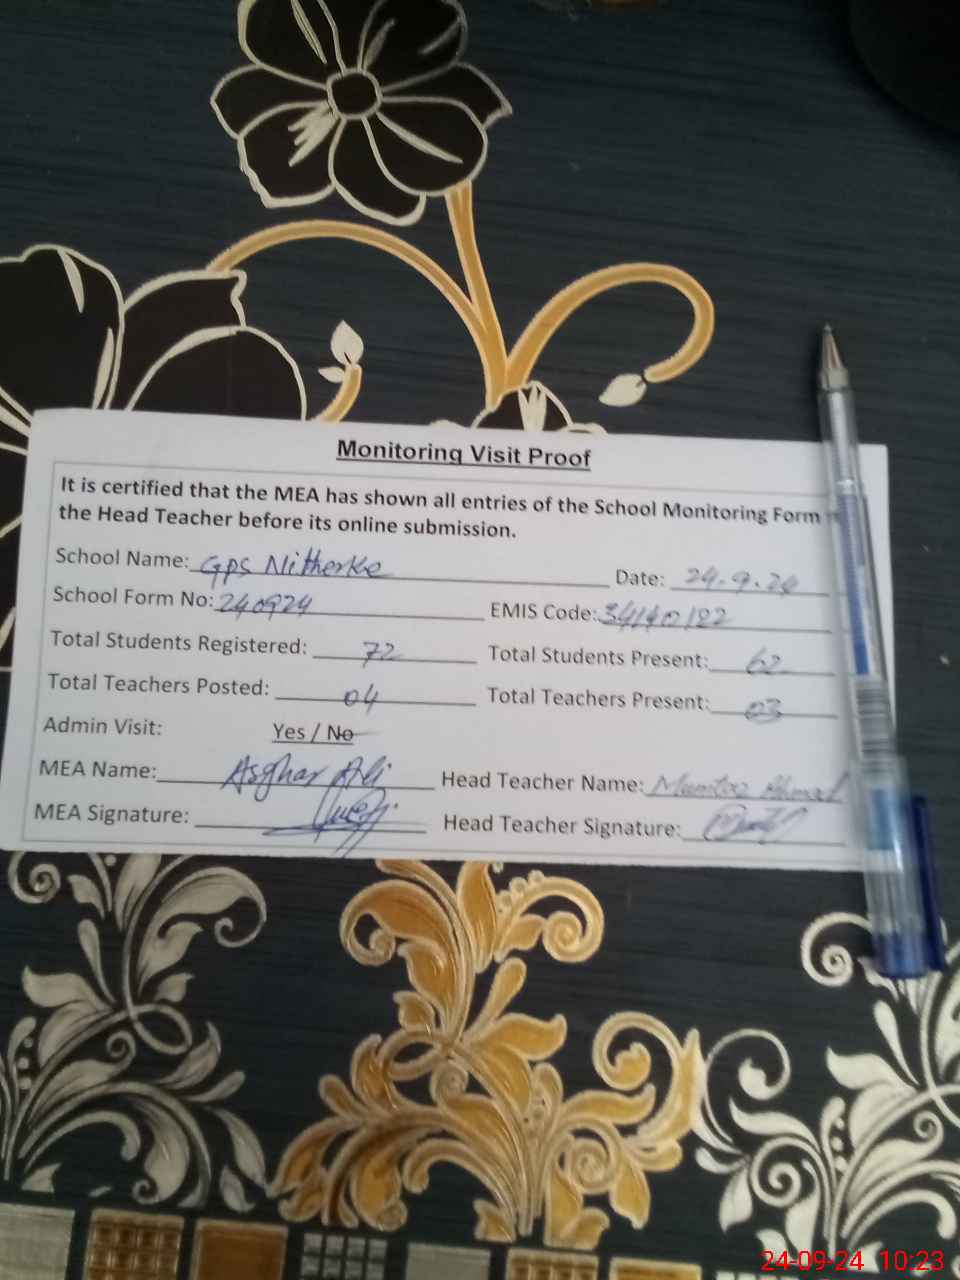 Monitoring Visit Proof
It is certified that the MEA has shown all entries of the School Monitoring Form
the Head Teacher before its online submission.
School Name: GPS Nitherke Date: 24.9.24
School Form No: 240924 EMIS Code: 34140122
Total Students Registered: 72 Total Students Present: 62
Total Teachers Posted: 04 Total Teachers Present: 03
Admin Visit: Yes / No
MEA Name: Asghar Ali Head Teacher Name: Mumtaz Ahmad
MEA Signature: Head Teacher Signature:
24-09-24 10:23